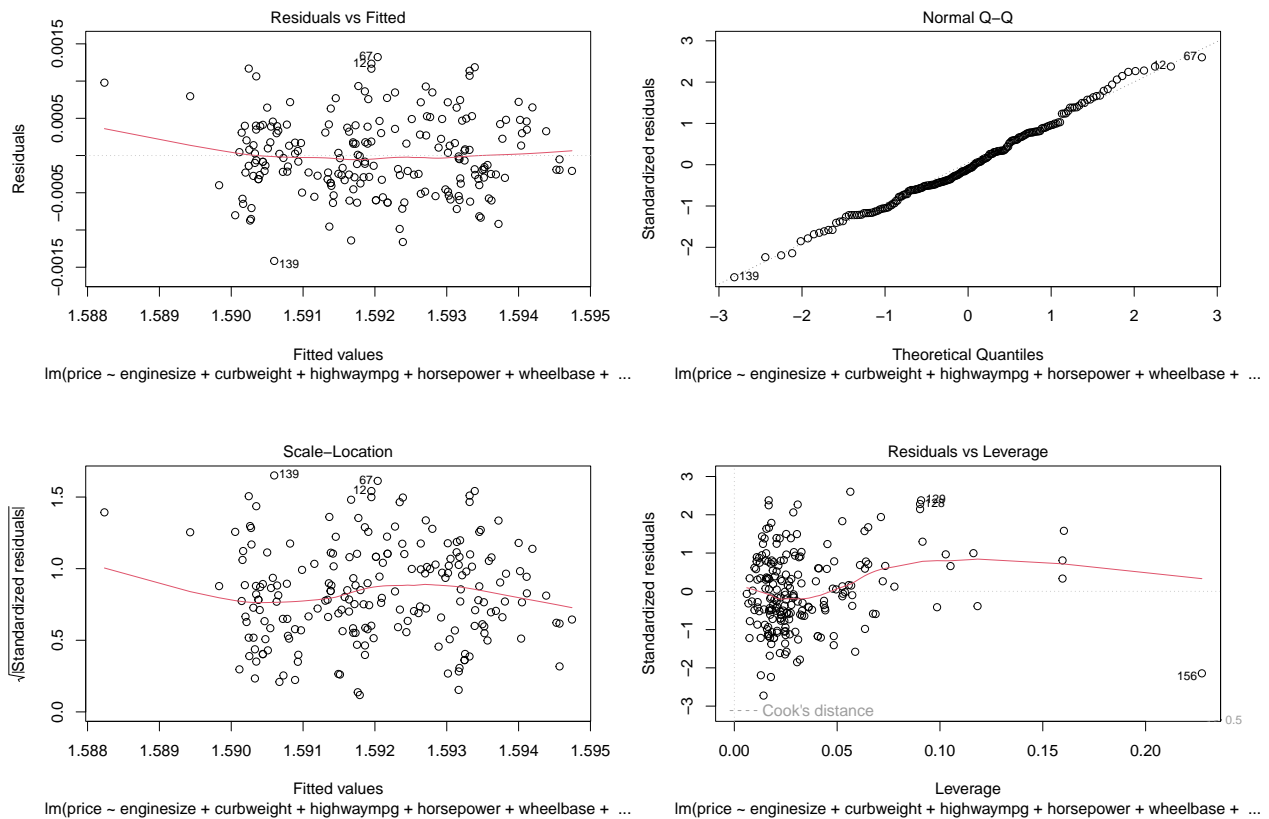 Residuals vs Fitted
Residuals
0.0015
0.0005
−0.0005
−0.0015
67
12
139
1.588 1.589 1.590 1.591 1.592 1.593 1.594 1.595
Fitted values
lm(price ~ enginesize + curbweight + highwaympg + horsepower + wheelbase + ...
Normal Q−Q
Standardized residuals
3
2
1
0
−1
−2
12
67
139
−3 −2 −1 0 1 2 3
Theoretical Quantiles
lm(price ~ enginesize + curbweight + highwaympg + horsepower + wheelbase + ...
Scale−Location
√|Standardized residuals|
1.5
1.0
0.5
0.0
139
67
12
1.588 1.589 1.590 1.591 1.592 1.593 1.594 1.595
Fitted values
lm(price ~ enginesize + curbweight + highwaympg + horsepower + wheelbase + ...
Residuals vs Leverage
Standardized residuals
3
2
1
0
−1
−2
−3
129
128
156
Cook's distance
0.5
0.00 0.05 0.10 0.15 0.20
Leverage
lm(price ~ enginesize + curbweight + highwaympg + horsepower + wheelbase + ...